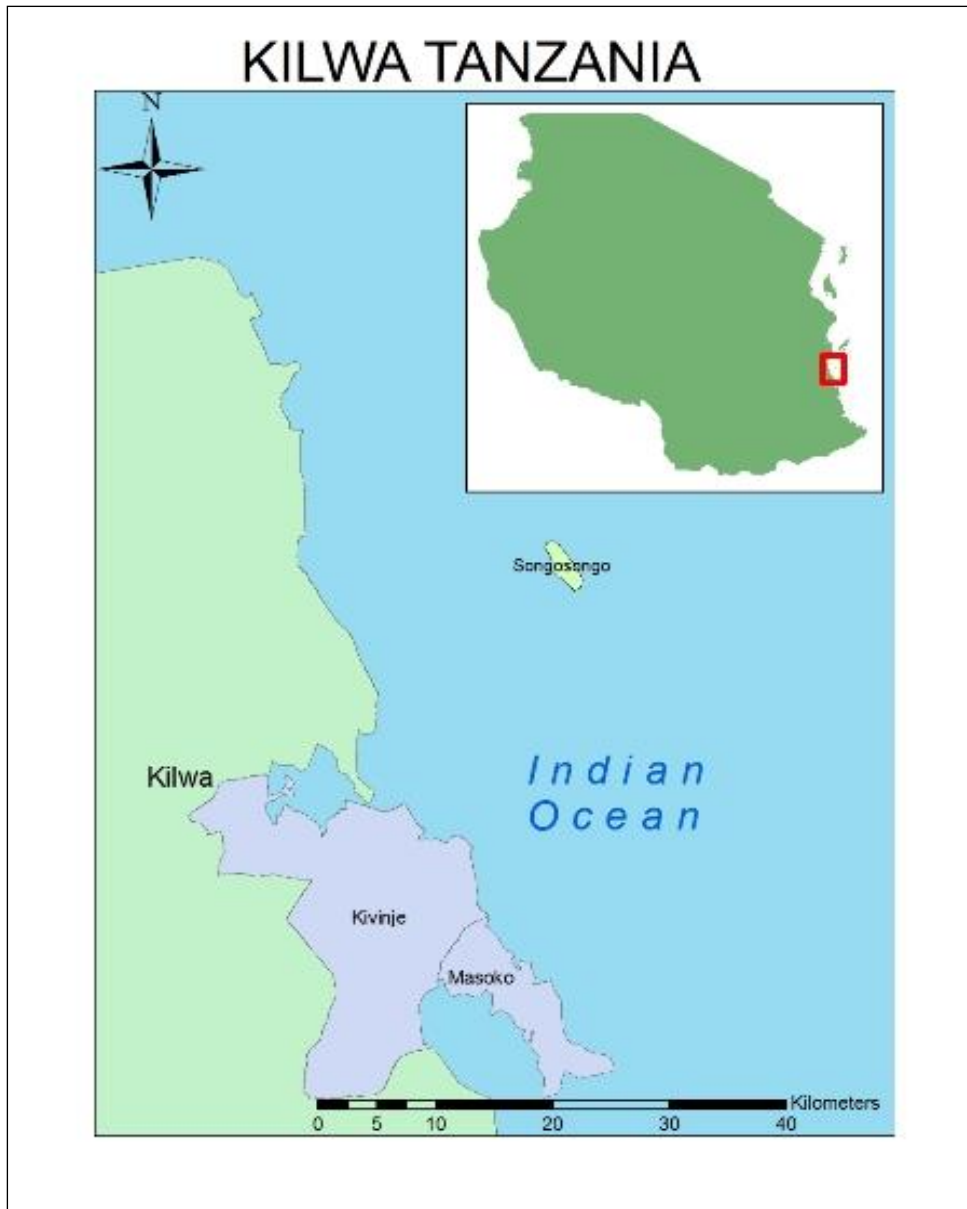 KILWA TANZANIA
N
Songosongo
Indian
Ocean
Kilwa
Kivinje
Masoko
Kilometers
0 5 10 20 30 40